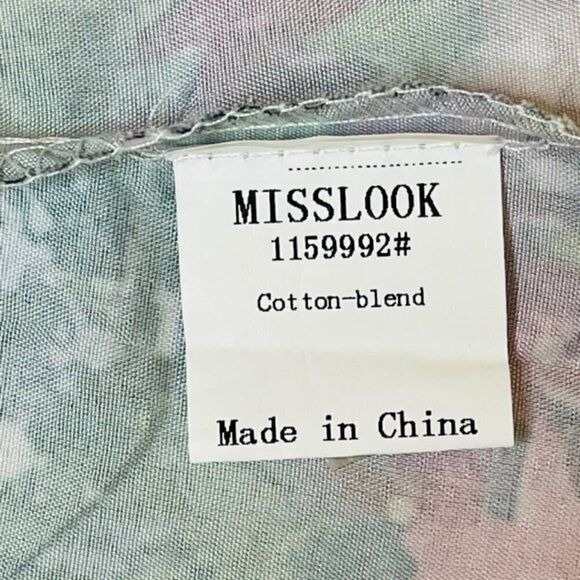 MISSLOOK
1159992#
Cotton-blend
Made in China